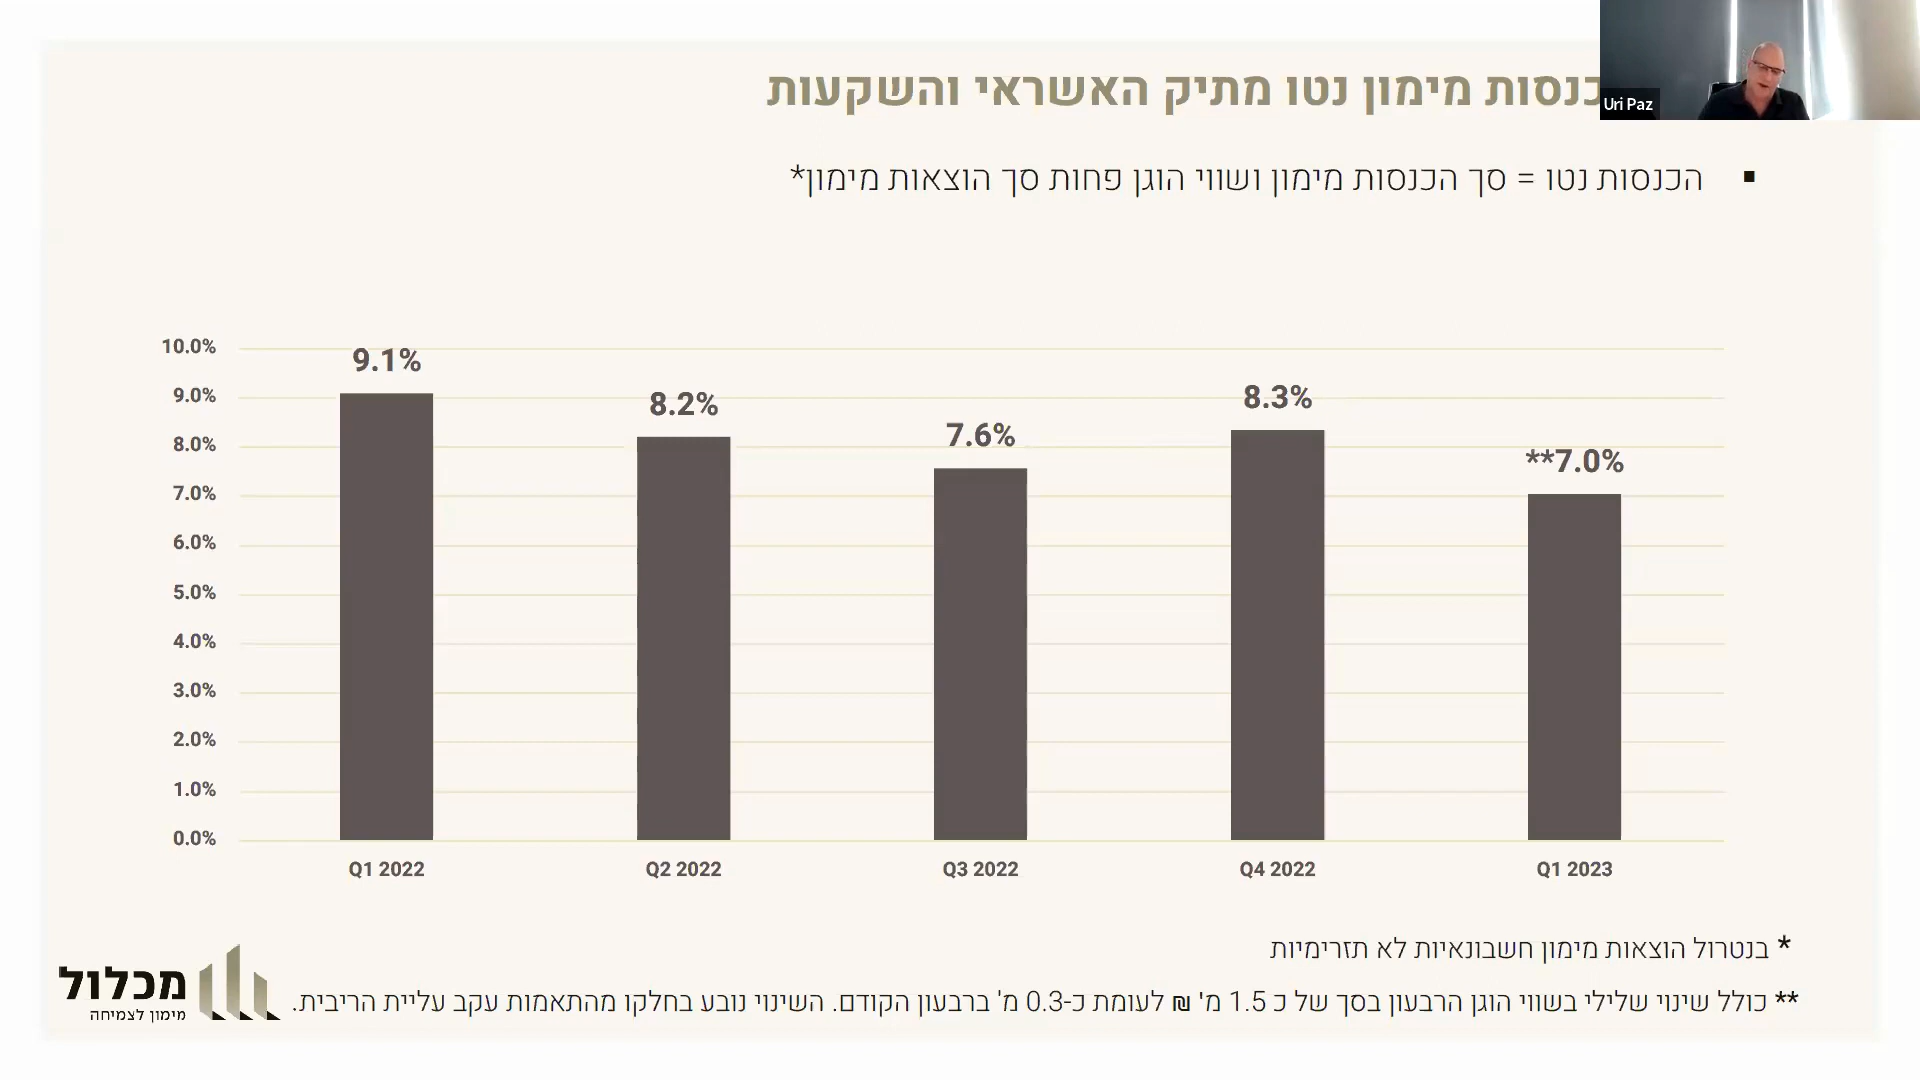 כנסות מימון נטו מתיק האשראי והשקעות
Uri Paz
▪ הכנסות נטו = סך הכנסות מימון ושווי הוגן פחות סך הוצאות מימון*
10.0%
9.0%
8.0%
7.0%
6.0%
5.0%
4.0%
3.0%
2.0%
1.0%
0.0%
9.1%
8.2%
7.6%
8.3%
**7.0%
Q1 2022
Q2 2022
Q3 2022
Q4 2022
Q1 2023
* בנטרול הוצאות מימון חשבונאיות לא תזרימיות
** כולל שינוי שלילי בשווי הוגן הרבעון בסך של כ 1.5 מ' ₪ לעומת כ-0.3 מ' ברבעון הקודם. השינוי נובע בחלקו מהתאמות עקב עליית הריבית.
מכלול
מימון לצמיחה